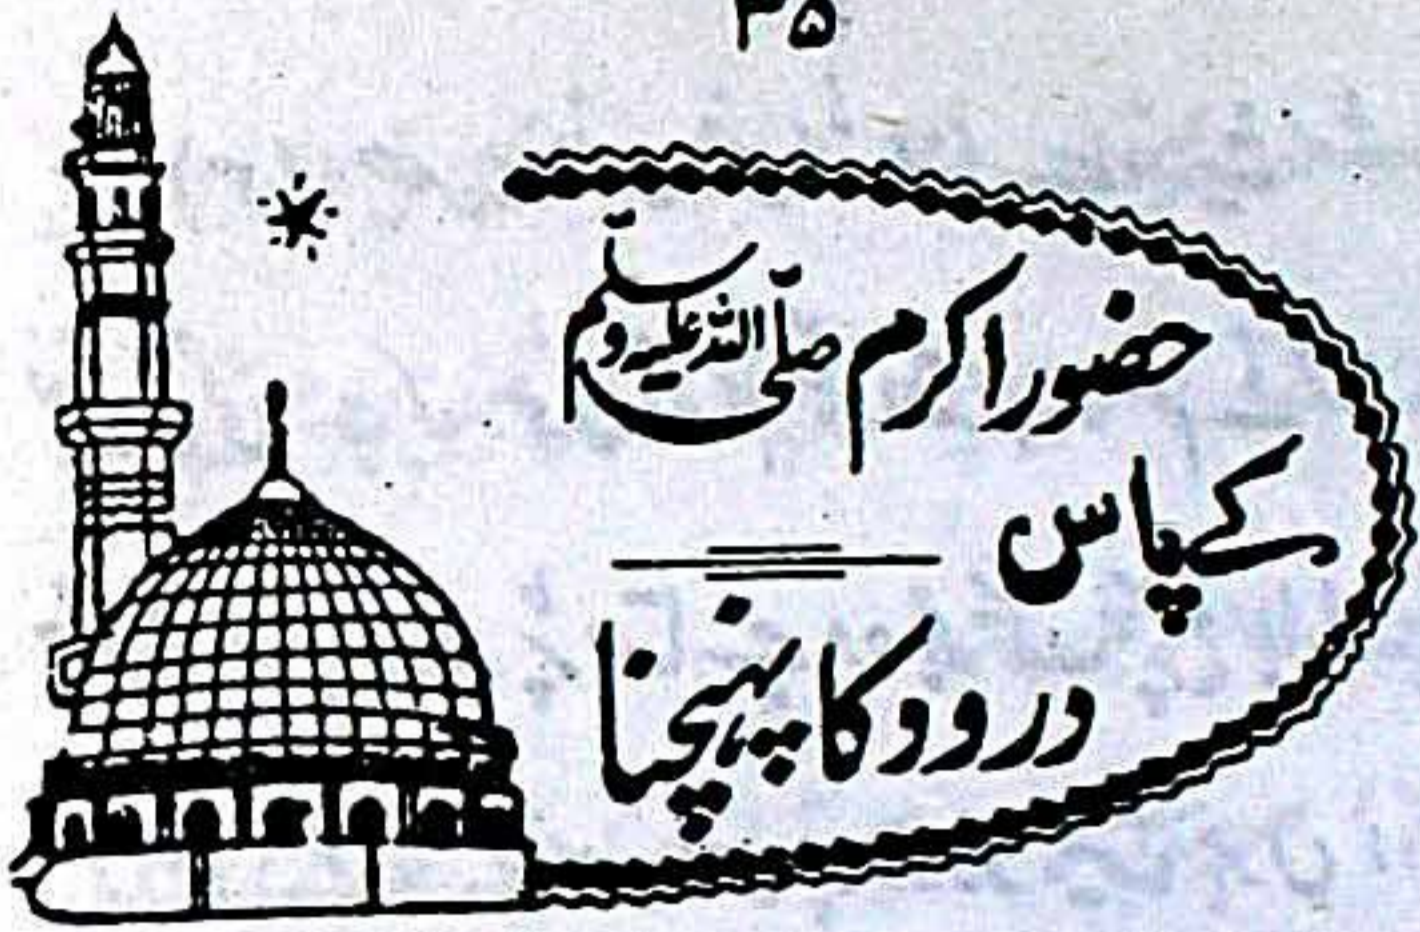 ۳۵
حضور اکرم صلی اللہ علیہ وسلم
کے پاس
درود کا پہنچنا